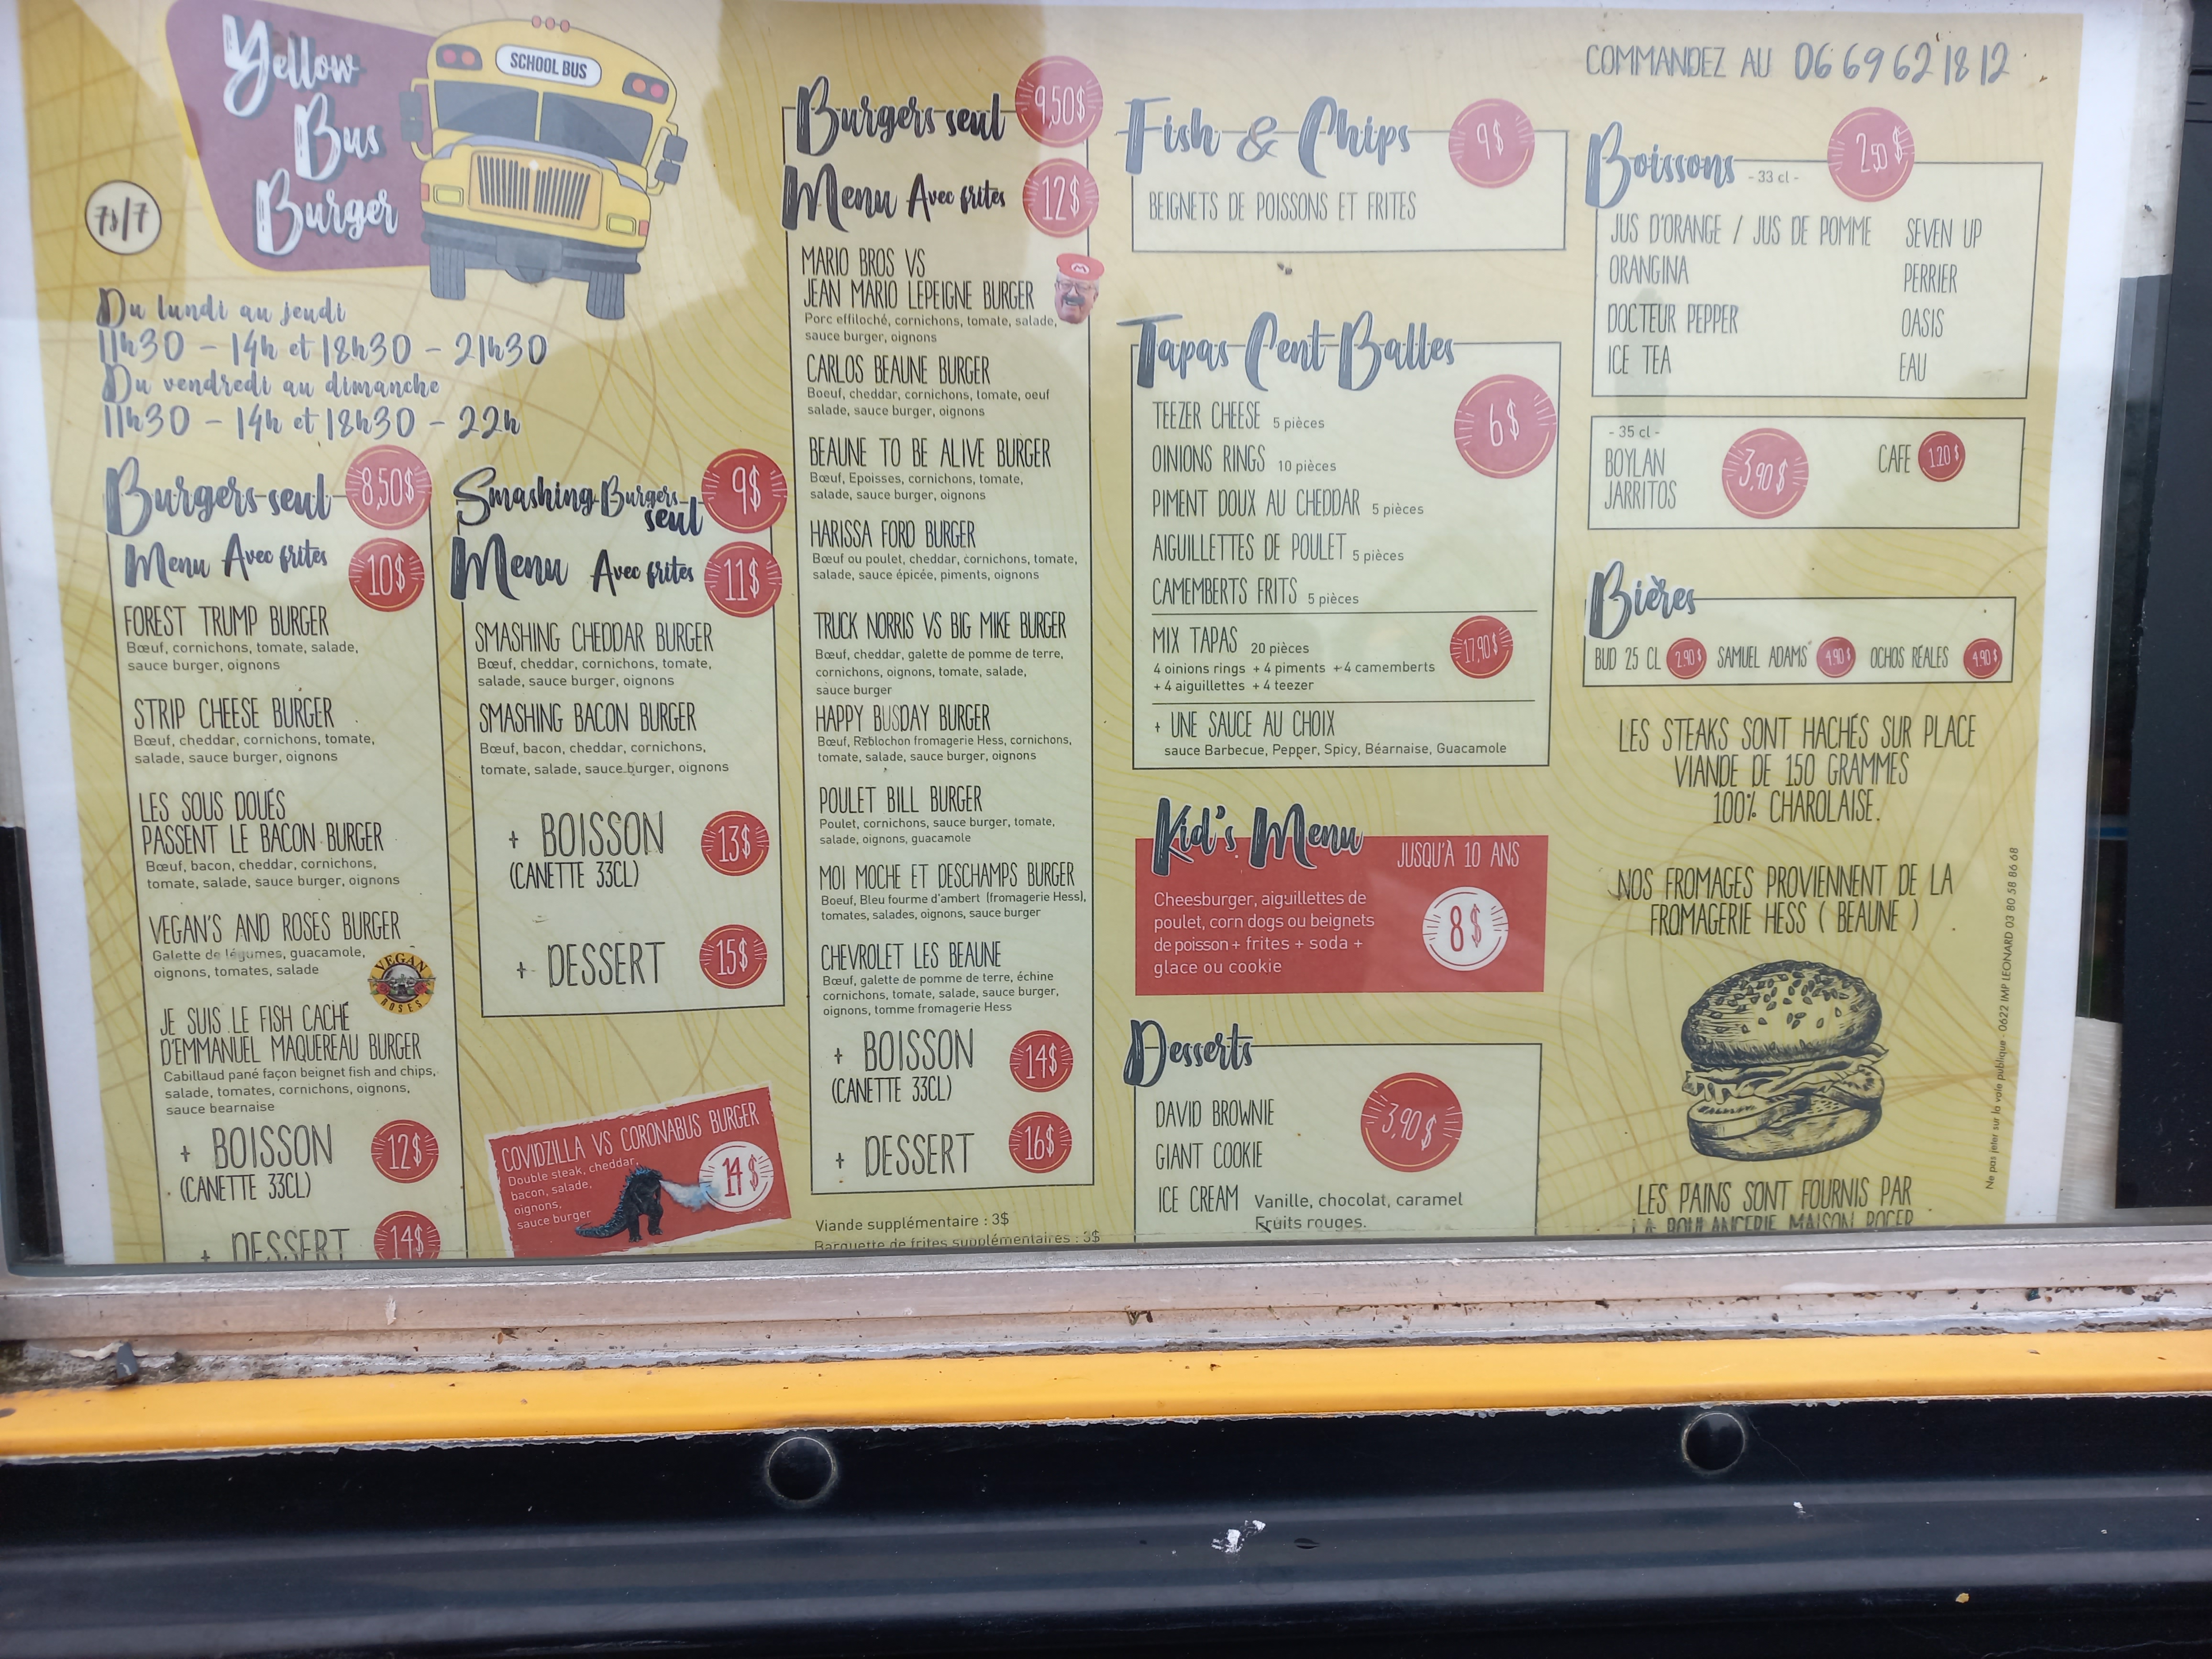 Yellow
Bus
Burger
SCHOOL BUS
7j/7
Du lundi au jeudi
11h30 - 14h et 18h30 - 21h30
Du vendredi au dimanche
11h30 - 14h et 18h30 - 22h
Burgers seul 8,50$
Menu Avec frites 10$
FOREST TRUMP BURGER
Bœuf, cornichons, tomate, salade,
sauce burger, oignons
STRIP CHEESE BURGER
Bœuf, cheddar, cornichons, tomate,
salade, sauce burger, oignons
LES SOUS DOUÉS
PASSENT LE BACON BURGER
Bœuf, bacon, cheddar, cornichons,
tomate, salade, sauce burger, oignons
VEGAN'S AND ROSES BURGER
Galette de légumes, guacamole,
oignons, tomates, salade
VEGAN
ROSES
JE SUIS LE FISH CACHÉ
D'EMMANUEL MAQUEREAU BURGER
Cabillaud pané façon beignet fish and chips,
salade, tomates, cornichons, oignons,
sauce bearnaise
+ BOISSON 12$
(CANETTE 33CL)
+ DESSERT 14$
Smashing Burgers
seul 9$
Menu Avec frites 11$
SMASHING CHEDDAR BURGER
Bœuf, cheddar, cornichons, tomate,
salade, sauce burger, oignons
SMASHING BACON BURGER
Bœuf, bacon, cheddar, cornichons,
tomate, salade, sauce burger, oignons
+ BOISSON 13$
(CANETTE 33CL)
+ DESSERT 15$
COVIDZILLA VS CORONABUS BURGER
Double steak, cheddar,
bacon, salade,
oignons,
sauce burger
14$
Burgers seul 9,50$
Menu Avec frites 12$
MARIO BROS VS
JEAN MARIO LEPEIGNE BURGER
Porc effiloché, cornichons, tomate, salade,
sauce burger, oignons
CARLOS BEAUNE BURGER
Boeuf, cheddar, cornichons, tomate, oeuf
salade, sauce burger, oignons
BEAUNE TO BE ALIVE BURGER
Bœuf, Epoisses, cornichons, tomate,
salade, sauce burger, oignons
HARISSA FORD BURGER
Bœuf ou poulet, cheddar, cornichons, tomate,
salade, sauce épicée, piments, oignons
TRUCK NORRIS VS BIG MIKE BURGER
Bœuf, cheddar, galette de pomme de terre,
cornichons, oignons, tomate, salade,
sauce burger
HAPPY BUSDAY BURGER
Bœuf, Reblochon fromagerie Hess, cornichons,
tomate, salade, sauce burger, oignons
POULET BILL BURGER
Poulet, cornichons, sauce burger, tomate,
salade, oignons, guacamole
MOI MOCHE ET DESCHAMPS BURGER
Boeuf, Bleu fourme d'ambert (fromagerie Hess),
tomates, salades, oignons, sauce burger
CHEVROLET LES BEAUNE
Bœuf, galette de pomme de terre, échine
cornichons, tomate, salade, sauce burger,
oignons, tomme fromagerie Hess
+ BOISSON 14$
(CANETTE 33CL)
+ DESSERT 16$
Viande supplémentaire : 3$
Barquette de frites supplémentaires : 3$
Fish & Chips 9$
BEIGNETS DE POISSONS ET FRITES
Tapas Cent Balles
6$
TEEZER CHEESE 5 pièces
OINIONS RINGS 10 pièces
PIMENT DOUX AU CHEDDAR 5 pièces
AIGUILLETTES DE POULET 5 pièces
CAMEMBERTS FRITS 5 pièces
MIX TAPAS 20 pièces 17,90$
4 oinions rings + 4 piments + 4 camemberts
+ 4 aiguillettes + 4 teezer
+ UNE SAUCE AU CHOIX
sauce Barbecue, Pepper, Spicy, Béarnaise, Guacamole
Kid's Menu
JUSQU'À 10 ANS
Cheesburger, aiguillettes de
poulet, corn dogs ou beignets
de poisson + frites + soda +
glace ou cookie
8$
Desserts
3,90$
DAVID BROWNIE
GIANT COOKIE
ICE CREAM Vanille, chocolat, caramel
Fruits rouges.
COMMANDEZ AU 06 69 62 18 12
Boissons - 33 cl - 2,50 $
JUS D'ORANGE / JUS DE POMME SEVEN UP
ORANGINA PERRIER
DOCTEUR PEPPER OASIS
ICE TEA EAU
- 35 cl -
BOYLAN
JARRITOS
3,90$
CAFE 1.20 $
Bières
BUD 25 CL 2.90 $ SAMUEL ADAMS 4.90 $ OCHOS RÉALES 4.90 $
LES STEAKS SONT HACHÉS SUR PLACE
VIANDE DE 150 GRAMMES
100% CHAROLAISE.
NOS FROMAGES PROVIENNENT DE LA
FROMAGERIE HESS ( BEAUNE ) .
LES PAINS SONT FOURNIS PAR
LA BOULANGERIE MAISON ROGER
Ne pas jeter sur la voie publique - 0622 IMP LEONARD 03 80 58 86 68